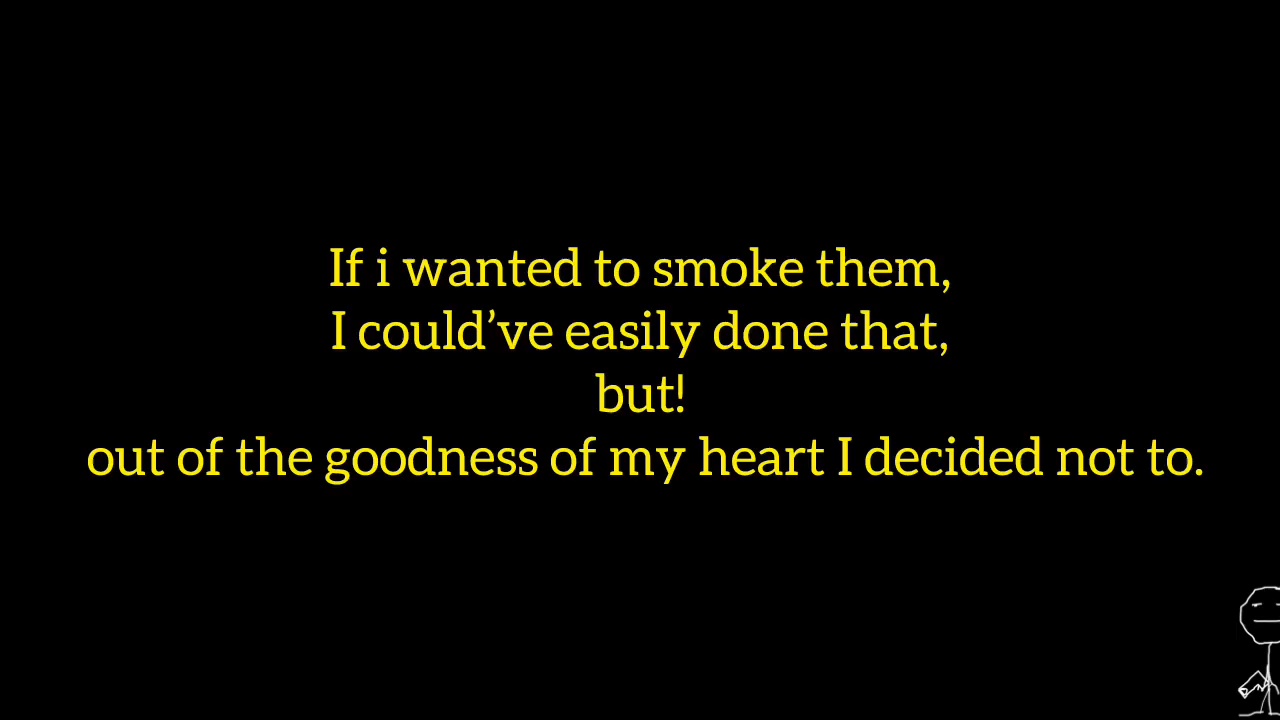 If i wanted to smoke them,
I could’ve easily done that,
but!
out of the goodness of my heart I decided not to.